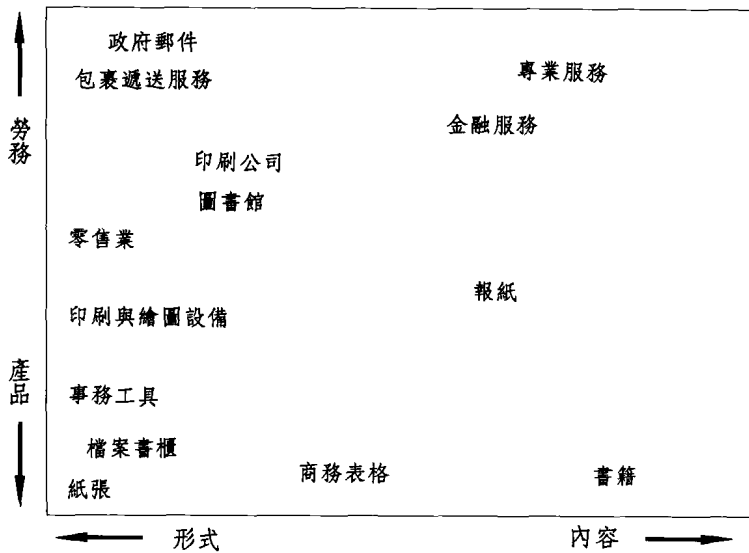 政府郵件
包裹遞送服務
專業服務
勞務
金融服務
印刷公司
圖書館
零售業
報紙
印刷與繪圖設備
產品
事務工具
檔案書櫃
商務表格
書籍
紙張
形式
內容